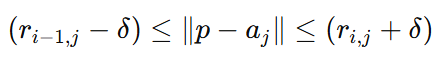 (r_{i−1,j} − δ) ≤ ‖p − a_j‖ ≤ (r_{i,j} + δ)